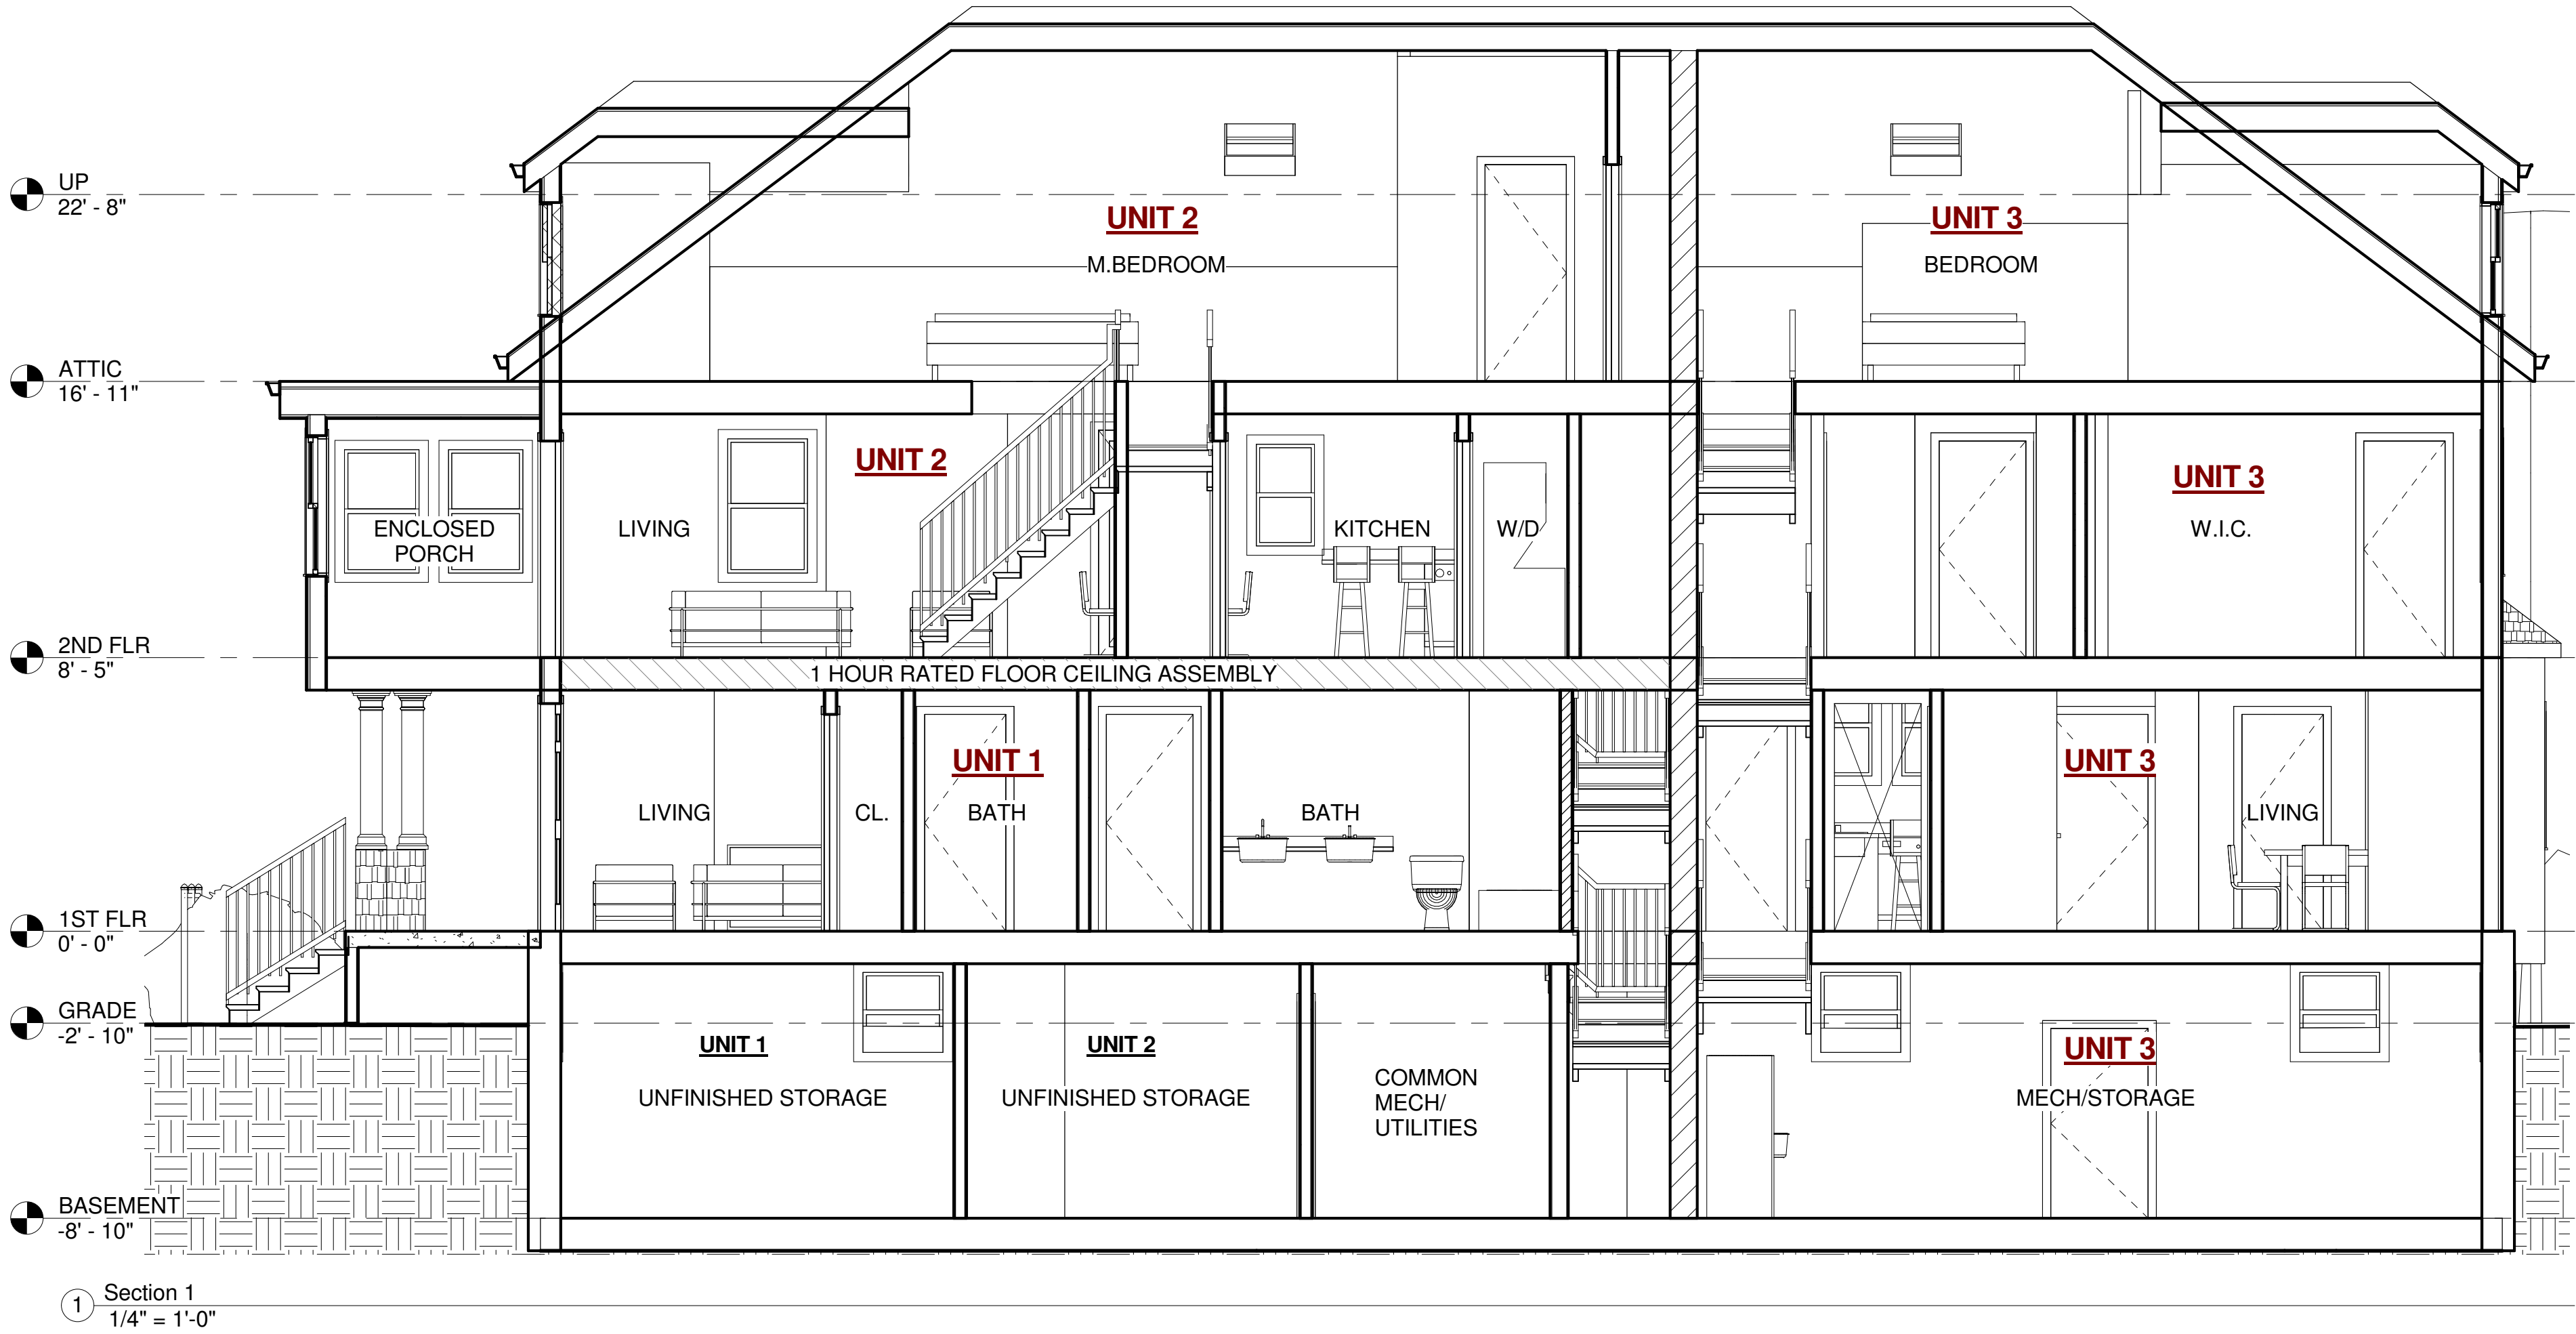 UP
22' - 8"
UNIT 2
M.BEDROOM
UNIT 3
BEDROOM
ATTIC
16' - 11"
UNIT 2
ENCLOSED
PORCH
LIVING
KITCHEN
W/D
UNIT 3
W.I.C.
2ND FLR
8' - 5"
1 HOUR RATED FLOOR CEILING ASSEMBLY
UNIT 1
LIVING
CL.
BATH
BATH
UNIT 3
LIVING
1ST FLR
0' - 0"
GRADE
-2' - 10"
UNIT 1
UNFINISHED STORAGE
UNIT 2
UNFINISHED STORAGE
COMMON
MECH/
UTILITIES
UNIT 3
MECH/STORAGE
BASEMENT
-8' - 10"
1
Section 1
1/4" = 1'-0"